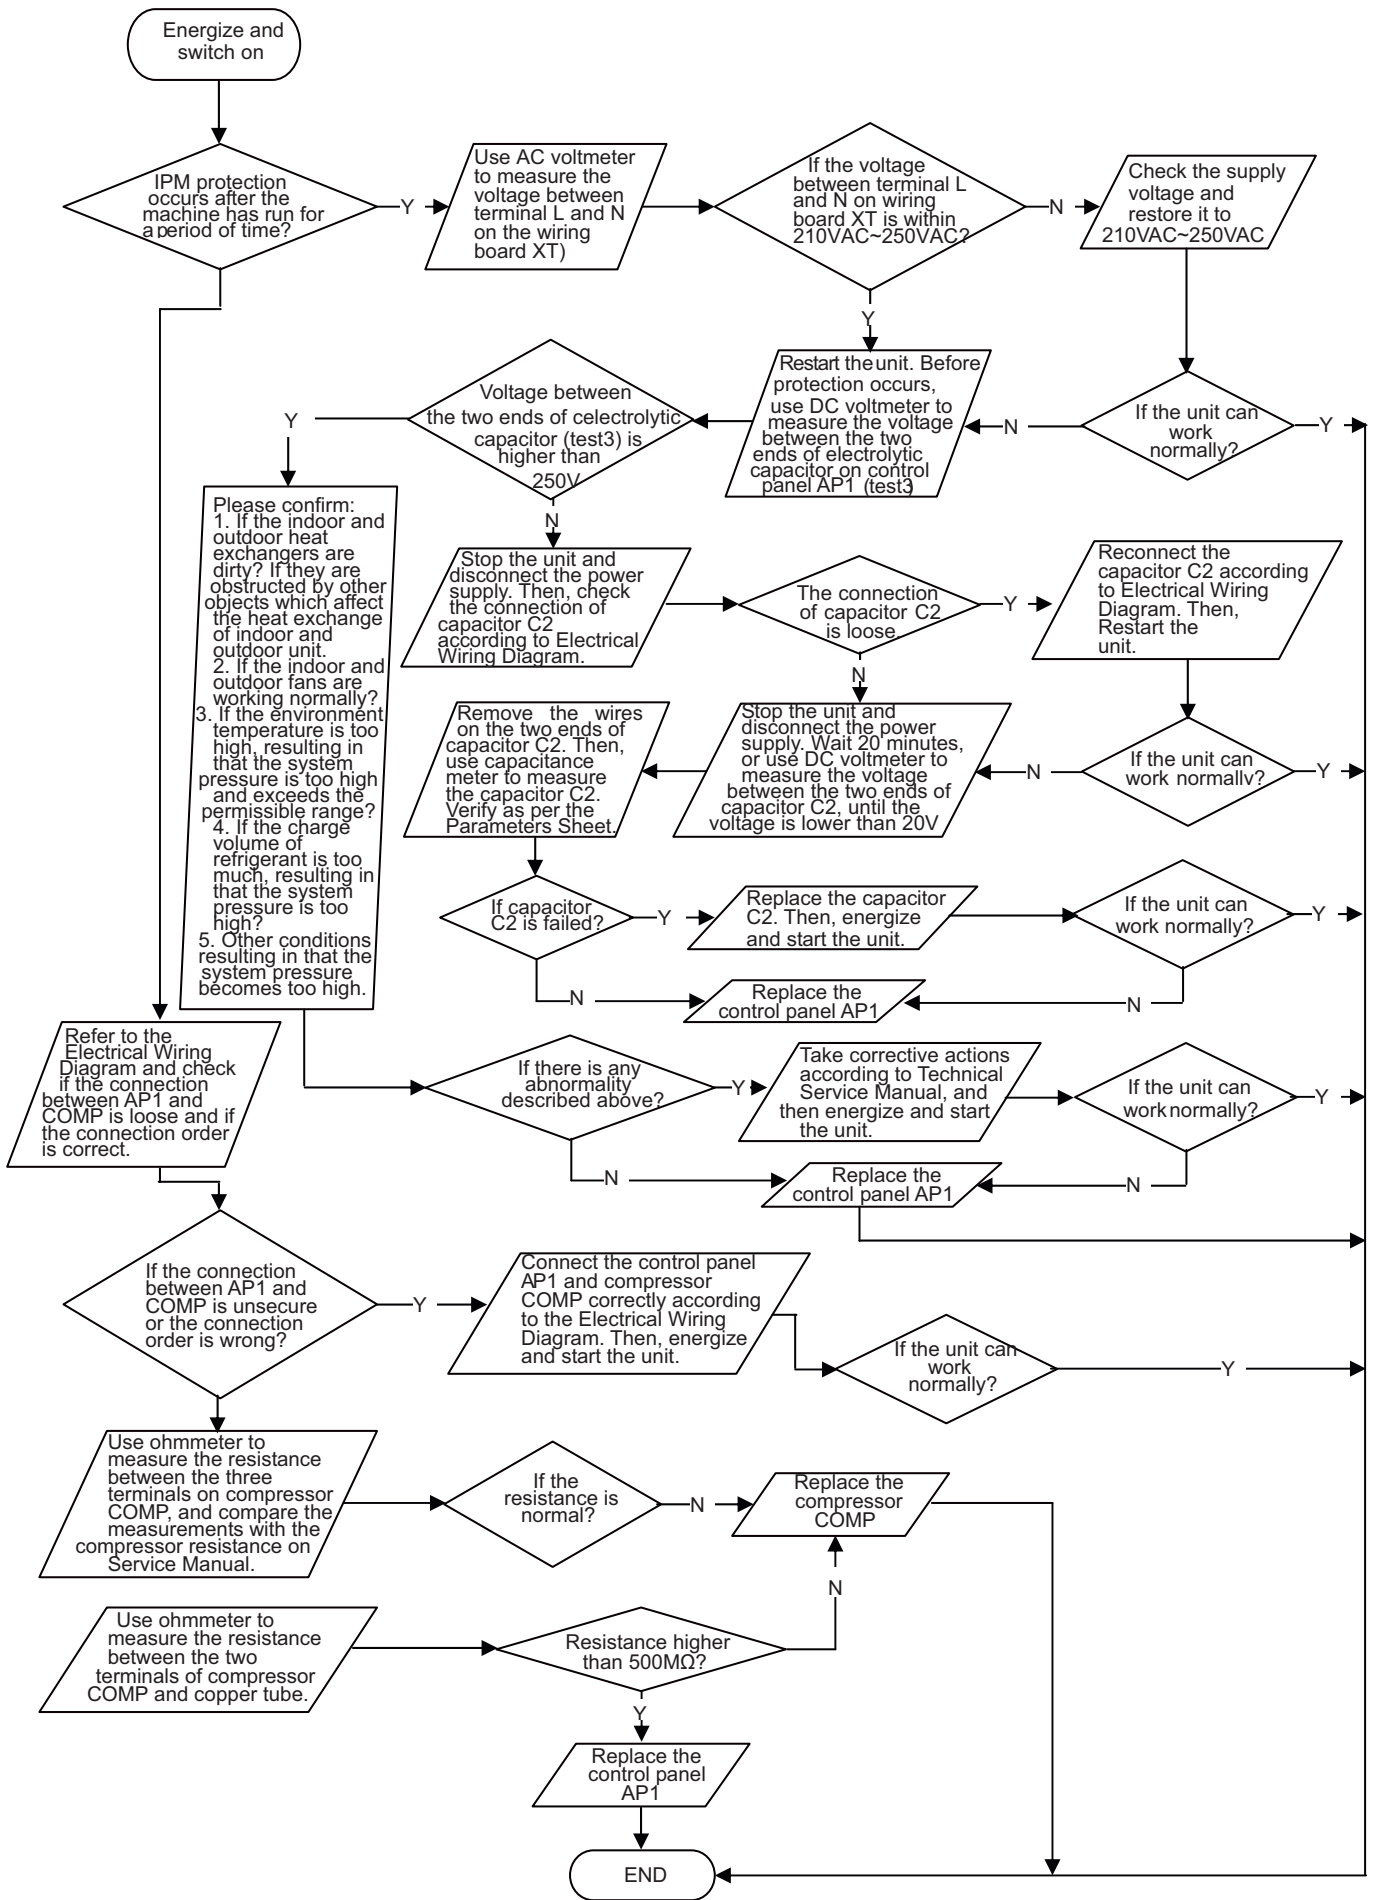 Energize and
switch on
IPM protection
occurs after the
machine has run for
a period of time?
Y
Use AC voltmeter
to measure the
voltage between
terminal L and N
on the wiring
board XT)
If the voltage
between terminal L
and N on wiring
board XT is within
210VAC~250VAC?
N
Check the supply
voltage and
restore it to
210VAC~250VAC
Y
Restart the unit. Before
protection occurs,
use DC voltmeter to
measure the voltage
between the two
ends of electrolytic
capacitor on control
panel AP1 (test3)
If the unit can
work
normally?
Y
N
Voltage between
the two ends of celectrolytic
capacitor (test3) is
higher than
250V
Y
N
Please confirm:
1. If the indoor and
outdoor heat
exchangers are
dirty? If they are
obstructed by other
objects which affect
the heat exchange
of indoor and
outdoor unit.
2. If the indoor and
outdoor fans are
working normally?
3. If the environment
temperature is too
high, resulting in
that the system
pressure is too high
and exceeds the
permissible range?
4. If the charge
volume of
refrigerant is too
much, resulting in
that the system
pressure is too
high?
5. Other conditions
resulting in that the
system pressure
becomes too high.
Stop the unit and
disconnect the power
supply. Then, check
the connection of
capacitor C2
according to Electrical
Wiring Diagram.
The connection
of capacitor C2
is loose.
Y
Reconnect the
capacitor C2 according
to Electrical Wiring
Diagram. Then,
Restart the
unit.
N
Stop the unit and
disconnect the power
supply. Wait 20 minutes,
or use DC voltmeter to
measure the voltage
between the two ends of
capacitor C2, until the
voltage is lower than 20V
If the unit can
work normally?
Y
N
Remove the wires
on the two ends of
capacitor C2. Then,
use capacitance
meter to measure
the capacitor C2.
Verify as per the
Parameters Sheet.
If capacitor
C2 is failed?
Y
Replace the capacitor
C2. Then, energize
and start the unit.
If the unit can
work normally?
Y
N
Replace the
control panel AP1
N
Refer to the
Electrical Wiring
Diagram and check
if the connection
between AP1 and
COMP is loose and if
the connection order
is correct.
If there is any
abnormality
described above?
Y
Take corrective actions
according to Technical
Service Manual, and
then energize and start
the unit.
If the unit can
work normally?
Y
N
Replace the
control panel AP1
N
If the connection
between AP1 and
COMP is unsecure
or the connection
order is wrong?
Y
Connect the control panel
AP1 and compressor
COMP correctly according
to the Electrical Wiring
Diagram. Then, energize
and start the unit.
If the unit can
work
normally?
Y
Use ohmmeter to
measure the resistance
between the three
terminals on compressor
COMP, and compare the
measurements with the
compressor resistance on
Service Manual.
If the
resistance is
normal?
N
Replace the
compressor
COMP
N
Use ohmmeter to
measure the resistance
between the two
terminals of compressor
COMP and copper tube.
Resistance higher
than 500MΩ?
Y
Replace the
control panel
AP1
END